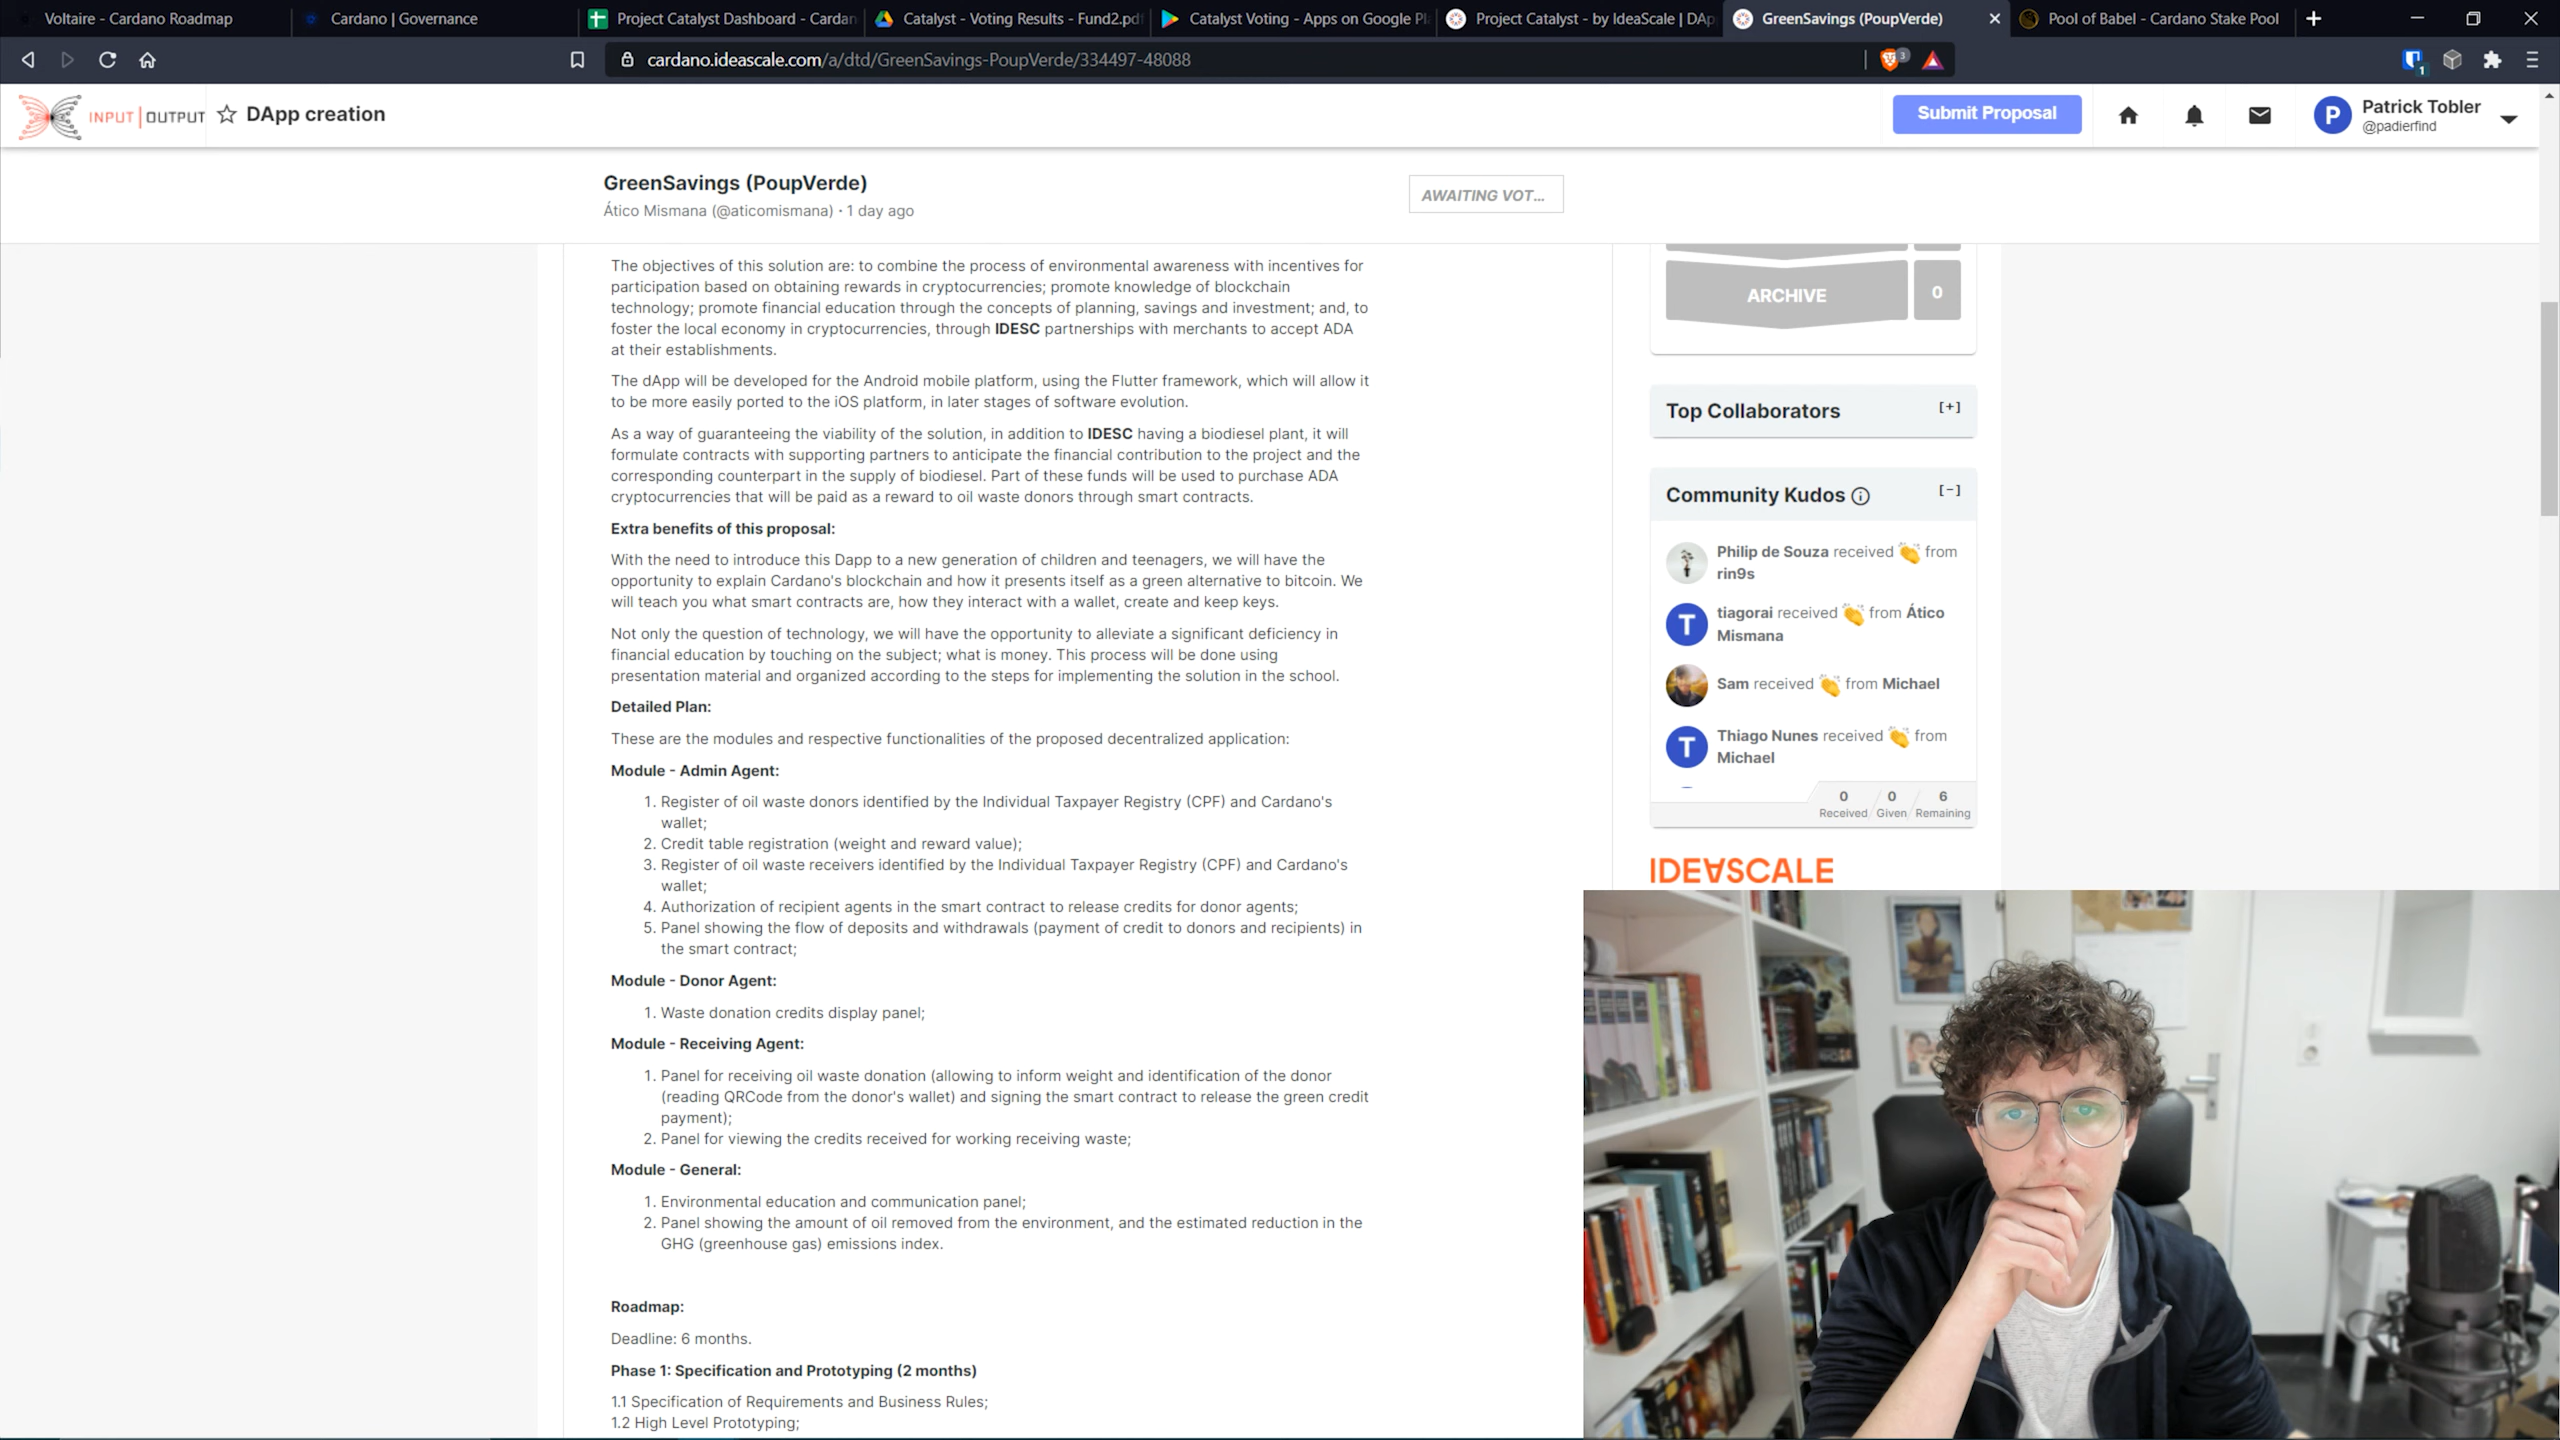 Voltaire - Cardano Roadmap
Cardano | Governance
Project Catalyst Dashboard - Cardan
Catalyst - Voting Results - Fund2.pdf
Catalyst Voting - Apps on Google Pl
Project Catalyst - by IdeaScale | DAp
GreenSavings (PoupVerde)
Pool of Babel - Cardano Stake Pool
cardano.ideascale.com/a/dtd/GreenSavings-PoupVerde/334497-48088
3
1
INPUT | OUTPUT
DApp creation
Submit Proposal
P
Patrick Tobler
@padierfind
GreenSavings (PoupVerde)
Ático Mismana (@aticomismana) • 1 day ago
AWAITING VOT...
The objectives of this solution are: to combine the process of environmental awareness with incentives for
participation based on obtaining rewards in cryptocurrencies; promote knowledge of blockchain
technology; promote financial education through the concepts of planning, savings and investment; and, to
foster the local economy in cryptocurrencies, through IDESC partnerships with merchants to accept ADA
at their establishments.
The dApp will be developed for the Android mobile platform, using the Flutter framework, which will allow it
to be more easily ported to the iOS platform, in later stages of software evolution.
As a way of guaranteeing the viability of the solution, in addition to IDESC having a biodiesel plant, it will
formulate contracts with supporting partners to anticipate the financial contribution to the project and the
corresponding counterpart in the supply of biodiesel. Part of these funds will be used to purchase ADA
cryptocurrencies that will be paid as a reward to oil waste donors through smart contracts.
Extra benefits of this proposal:
With the need to introduce this Dapp to a new generation of children and teenagers, we will have the
opportunity to explain Cardano's blockchain and how it presents itself as a green alternative to bitcoin. We
will teach you what smart contracts are, how they interact with a wallet, create and keep keys.
Not only the question of technology, we will have the opportunity to alleviate a significant deficiency in
financial education by touching on the subject; what is money. This process will be done using
presentation material and organized according to the steps for implementing the solution in the school.
Detailed Plan:
These are the modules and respective functionalities of the proposed decentralized application:
Module - Admin Agent:
1. Register of oil waste donors identified by the Individual Taxpayer Registry (CPF) and Cardano's
wallet;
2. Credit table registration (weight and reward value);
3. Register of oil waste receivers identified by the Individual Taxpayer Registry (CPF) and Cardano's
wallet;
4. Authorization of recipient agents in the smart contract to release credits for donor agents;
5. Panel showing the flow of deposits and withdrawals (payment of credit to donors and recipients) in
the smart contract;
Module - Donor Agent:
1. Waste donation credits display panel;
Module - Receiving Agent:
1. Panel for receiving oil waste donation (allowing to inform weight and identification of the donor
(reading QRCode from the donor's wallet) and signing the smart contract to release the green credit
payment);
2. Panel for viewing the credits received for working receiving waste;
Module - General:
1. Environmental education and communication panel;
2. Panel showing the amount of oil removed from the environment, and the estimated reduction in the
GHG (greenhouse gas) emissions index.
Roadmap:
Deadline: 6 months.
Phase 1: Specification and Prototyping (2 months)
1.1 Specification of Requirements and Business Rules;
1.2 High Level Prototyping;
ARCHIVE
0
Top Collaborators
[+]
Community Kudos
[-]
Philip de Souza received 👏 from
rin9s
T
tiagorai received 👏 from Ático
Mismana
Sam received 👏 from Michael
T
Thiago Nunes received 👏 from
Michael
0 0 6
Received Given Remaining
IDEASCALE